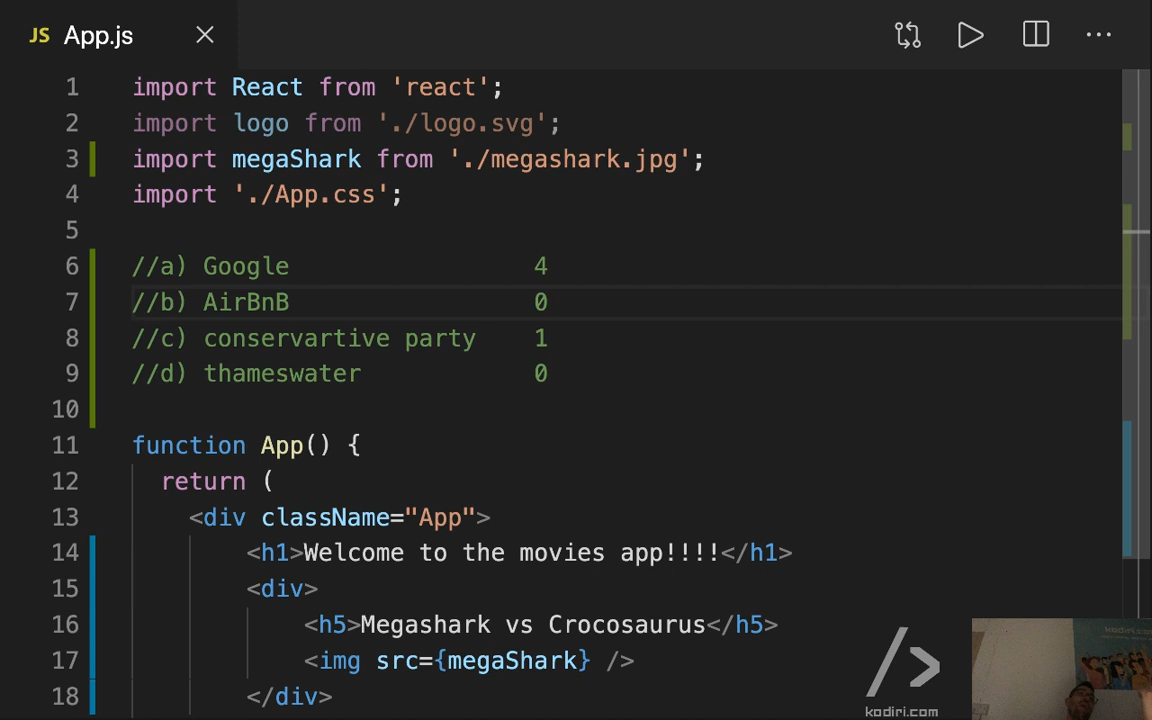 JS App.js
1 import React from 'react';
2 import logo from './logo.svg';
3 import megaShark from './megashark.jpg';
4 import './App.css';
5
6 //a) Google 4
7 //b) AirBnB 0
8 //c) conservartive party 1
9 //d) thameswater 0
10
11 function App() {
12 return (
13 <div className="App">
14 <h1>Welcome to the movies app!!!!</h1>
15 <div>
16 <h5>Megashark vs Crocosaurus</h5>
17 <img src={megaShark} />
18 </div>
/>
kodiri.com
kodiri.com